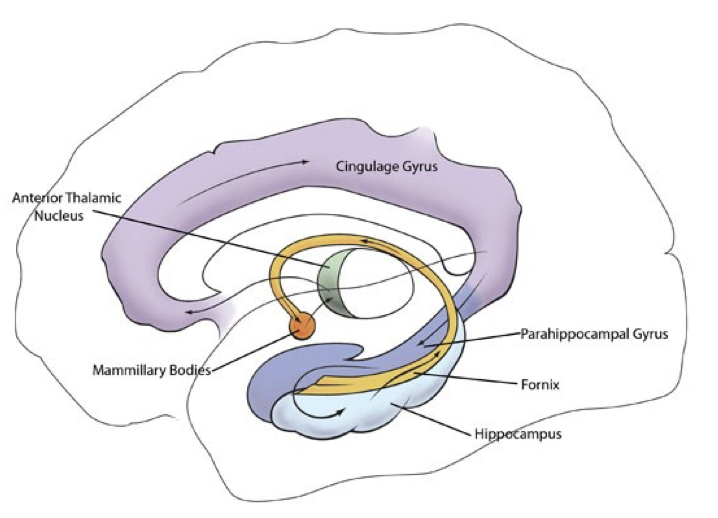 Cingulage Gyrus
Anterior Thalamic
Nucleus
Parahippocampal Gyrus
Mammillary Bodies
Fornix
Hippocampus